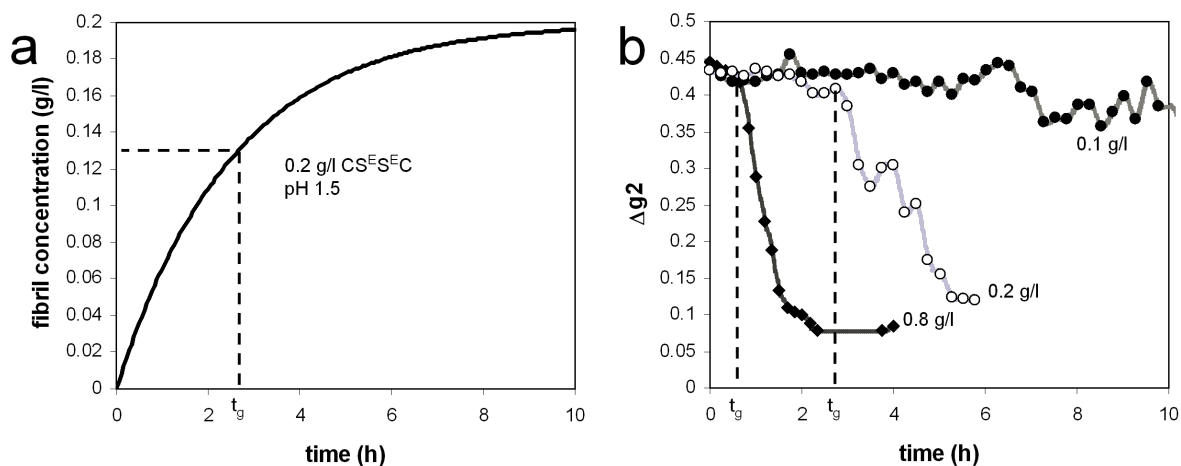 a
fibril concentration (g/l)
0.2
0.18
0.16
0.14
0.12
0.1
0.08
0.06
0.04
0.02
0
0.2 g/l CSᴱSᴱC
pH 1.5
0 2 t_g 4 6 8 10
time (h)
b
Δg2
0.5
0.45
0.4
0.35
0.3
0.25
0.2
0.15
0.1
0.05
0
0.1 g/l
0.2 g/l
0.8 g/l
0 t_g 2 t_g 4 6 8 10
time (h)